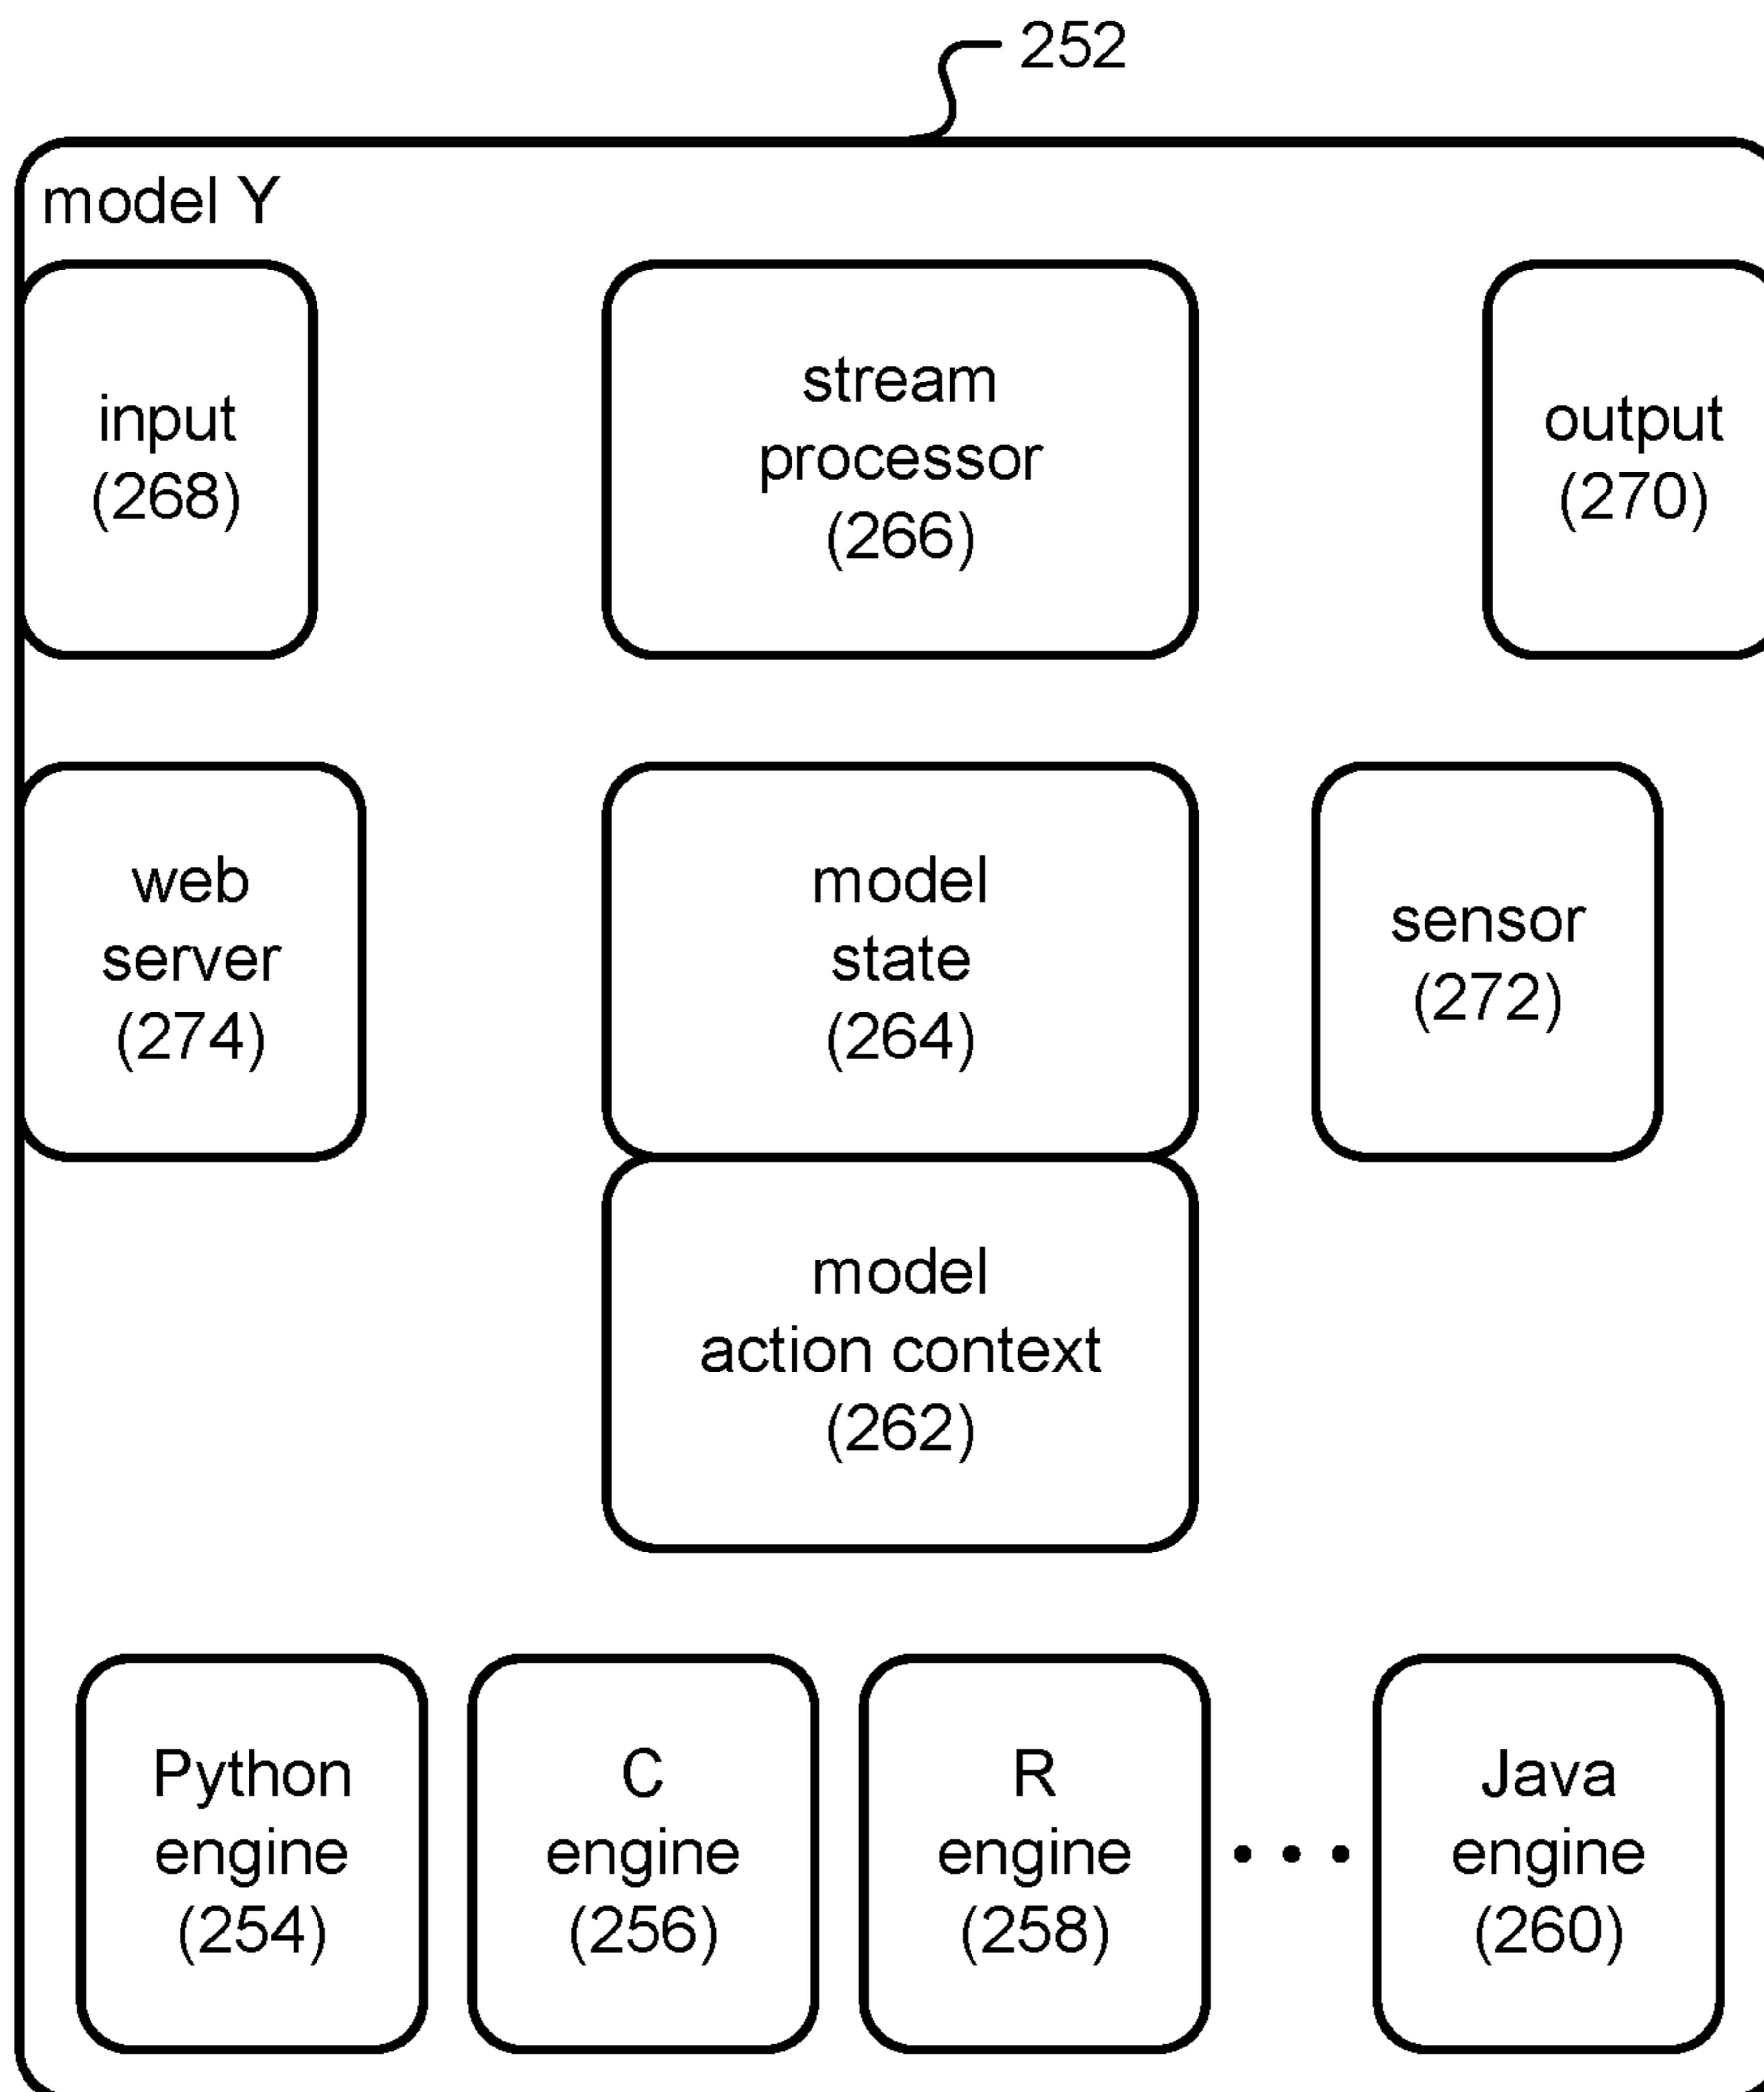 252
model Y
input
(268)
stream
processor
(266)
output
(270)
web
server
(274)
model
state
(264)
sensor
(272)
model
action context
(262)
Python
engine
(254)
C
engine
(256)
R
engine
(258)
• • •
Java
engine
(260)